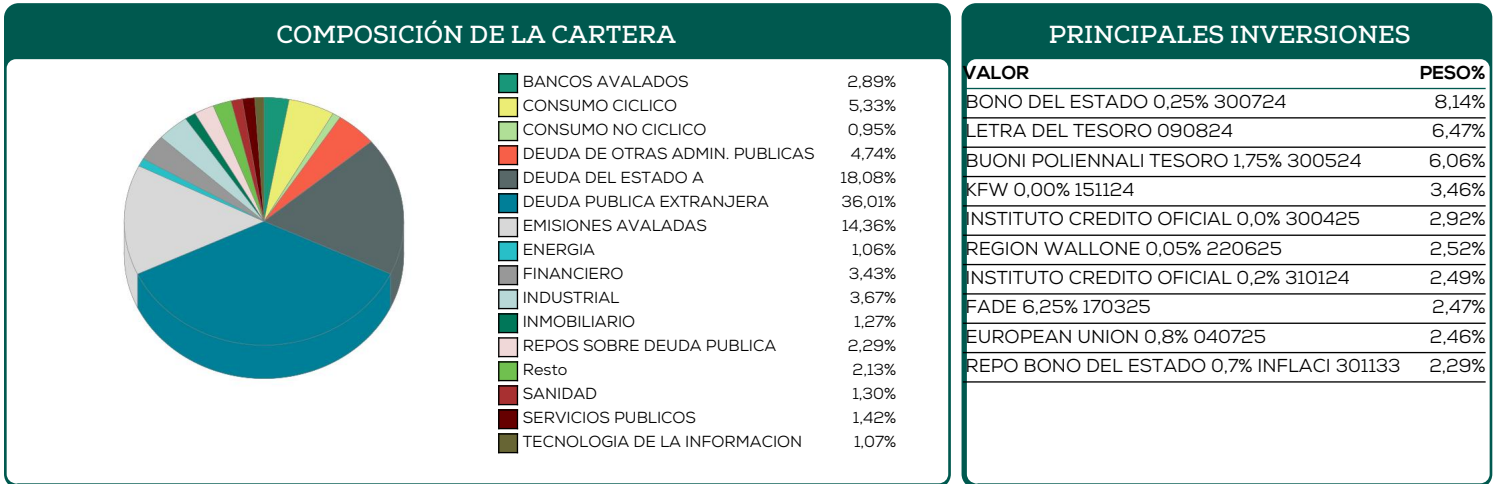 COMPOSICIÓN DE LA CARTERA
BANCOS AVALADOS 2,89%
CONSUMO CICLICO 5,33%
CONSUMO NO CICLICO 0,95%
DEUDA DE OTRAS ADMIN. PUBLICAS 4,74%
DEUDA DEL ESTADO A 18,08%
DEUDA PUBLICA EXTRANJERA 36,01%
EMISIONES AVALADAS 14,36%
ENERGIA 1,06%
FINANCIERO 3,43%
INDUSTRIAL 3,67%
INMOBILIARIO 1,27%
REPOS SOBRE DEUDA PUBLICA 2,29%
Resto 2,13%
SANIDAD 1,30%
SERVICIOS PUBLICOS 1,42%
TECNOLOGIA DE LA INFORMACION 1,07%
PRINCIPALES INVERSIONES
VALOR PESO%
BONO DEL ESTADO 0,25% 300724 8,14%
LETRA DEL TESORO 090824 6,47%
BUONI POLIENNALI TESORO 1,75% 300524 6,06%
KFW 0,00% 151124 3,46%
INSTITUTO CREDITO OFICIAL 0,0% 300425 2,92%
REGION WALLONE 0,05% 220625 2,52%
INSTITUTO CREDITO OFICIAL 0,2% 310124 2,49%
FADE 6,25% 170325 2,47%
EUROPEAN UNION 0,8% 040725 2,46%
REPO BONO DEL ESTADO 0,7% INFLACI 301133 2,29%